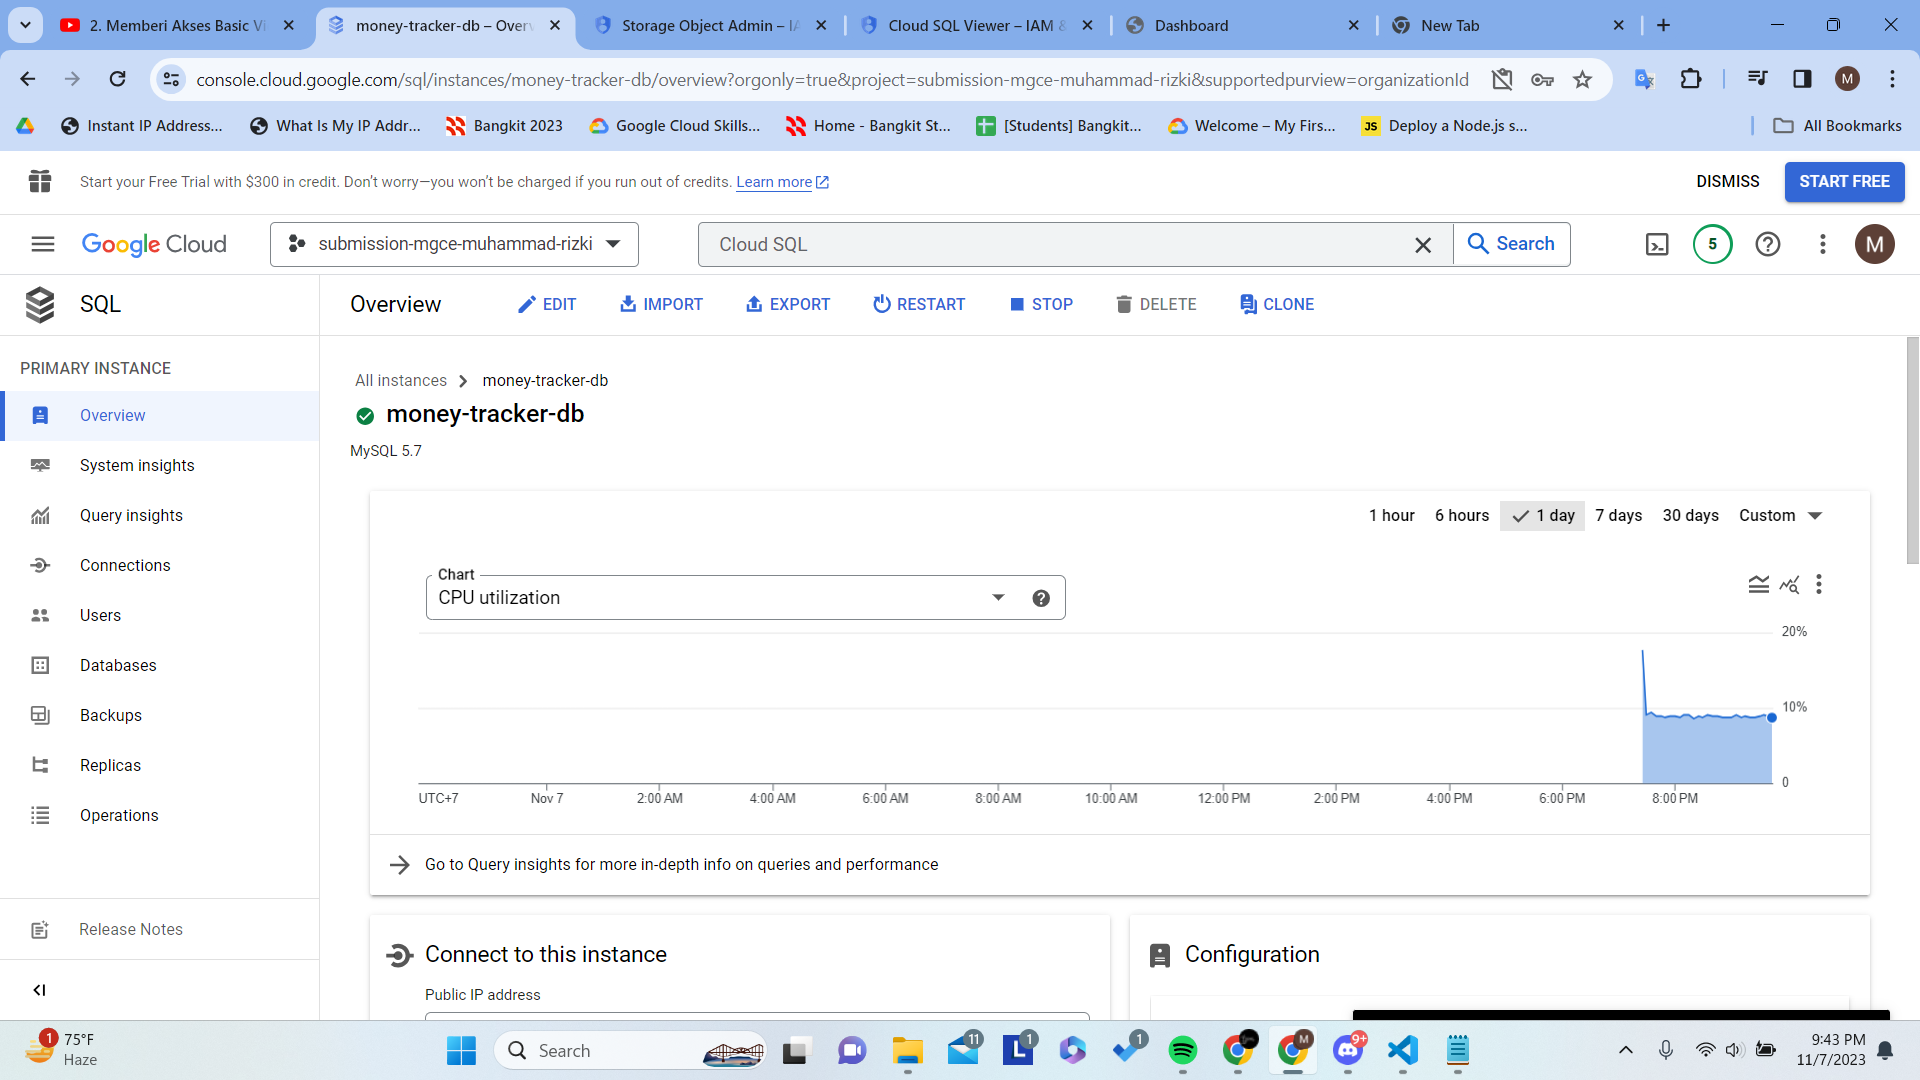 2. Memberi Akses Basic Vi
money-tracker-db – Overv
Storage Object Admin – IA
Cloud SQL Viewer – IAM &
Dashboard
New Tab
console.cloud.google.com/sql/instances/money-tracker-db/overview?orgonly=true&project=submission-mgce-muhammad-rizki&supportedpurview=organizationId
M
Instant IP Address...
What Is My IP Addr...
Bangkit 2023
Google Cloud Skills...
Home - Bangkit St...
[Students] Bangkit...
Welcome – My Firs...
JS Deploy a Node.js s...
All Bookmarks
Start your Free Trial with $300 in credit. Don't worry—you won't be charged if you run out of credits. Learn more
DISMISS
START FREE
Google Cloud
submission-mgce-muhammad-rizki
Cloud SQL
Search
5
M
SQL
Overview
EDIT
IMPORT
EXPORT
RESTART
STOP
DELETE
CLONE
PRIMARY INSTANCE
Overview
System insights
Query insights
Connections
Users
Databases
Backups
Replicas
Operations
Release Notes
All instances
money-tracker-db
money-tracker-db
MySQL 5.7
1 hour
6 hours
1 day
7 days
30 days
Custom
Chart
CPU utilization
20%
10%
0
UTC+7
Nov 7
2:00 AM
4:00 AM
6:00 AM
8:00 AM
10:00 AM
12:00 PM
2:00 PM
4:00 PM
6:00 PM
8:00 PM
Go to Query insights for more in-depth info on queries and performance
Connect to this instance
Public IP address
Configuration
1
75°F
Haze
Search
11
L
1
1
M
9+
9:43 PM
11/7/2023